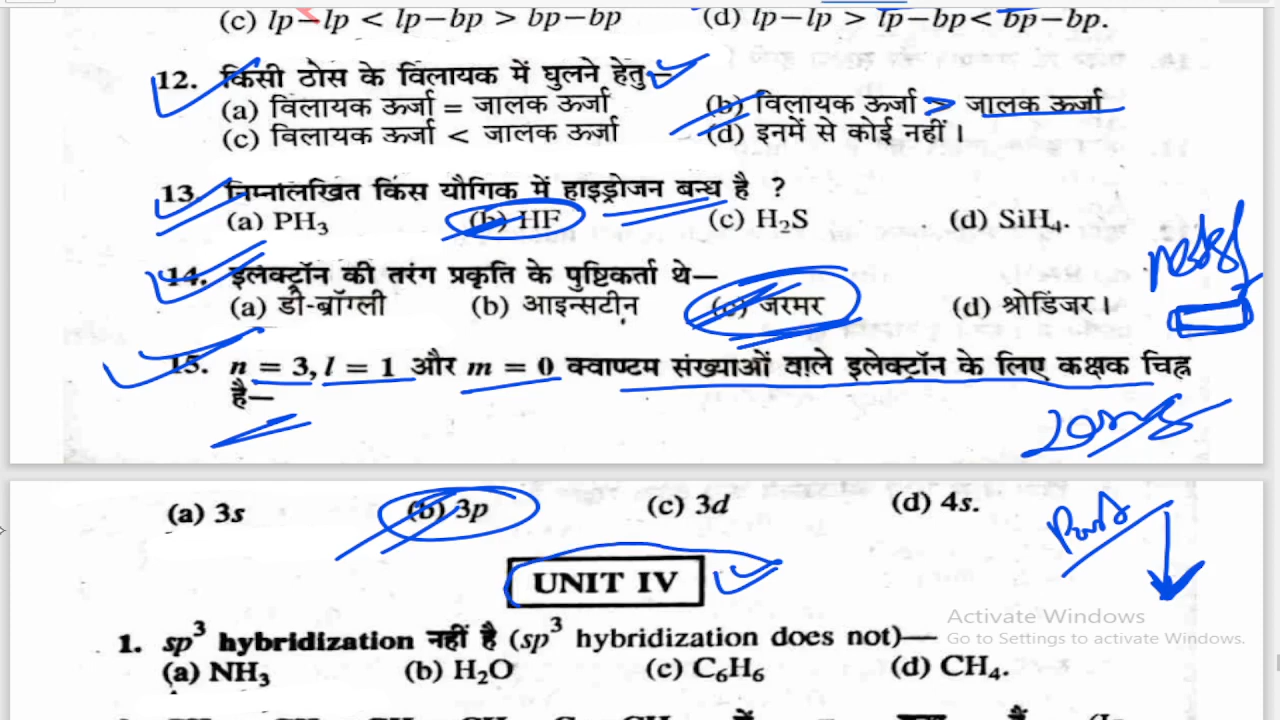 (c) lp−lp < lp−bp > bp−bp (d) lp−lp > lp−bp< bp−bp.
12. किसी ठोस के विलायक में घुलने हेतु—
(a) विलायक ऊर्जा = जालक ऊर्जा (b) विलायक ऊर्जा > जालक ऊर्जा
(c) विलायक ऊर्जा < जालक ऊर्जा (d) इनमें से कोई नहीं।
13. निम्नालखित किस यौगिक में हाइड्रोजन बन्ध है ?
(a) PH₃ (b) HF (c) H₂S (d) SiH₄.
14. इलेक्ट्रॉन की तरंग प्रकृति के पुष्टिकर्ता थे—
(a) डी-ब्रॉग्ली (b) आइन्सटीन (c) जरमर (d) श्रोडिंजर।
15. n = 3, l = 1 और m = 0 क्वाण्टम संख्याओं वाले इलेक्ट्रॉन के लिए कक्षक चिह्न
है—
(a) 3s (b) 3p (c) 3d (d) 4s.
UNIT IV
Activate Windows
Go to Settings to activate Windows.
1. sp³ hybridization नहीं है (sp³ hybridization does not)—
(a) NH₃ (b) H₂O (c) C₆H₆ (d) CH₄.